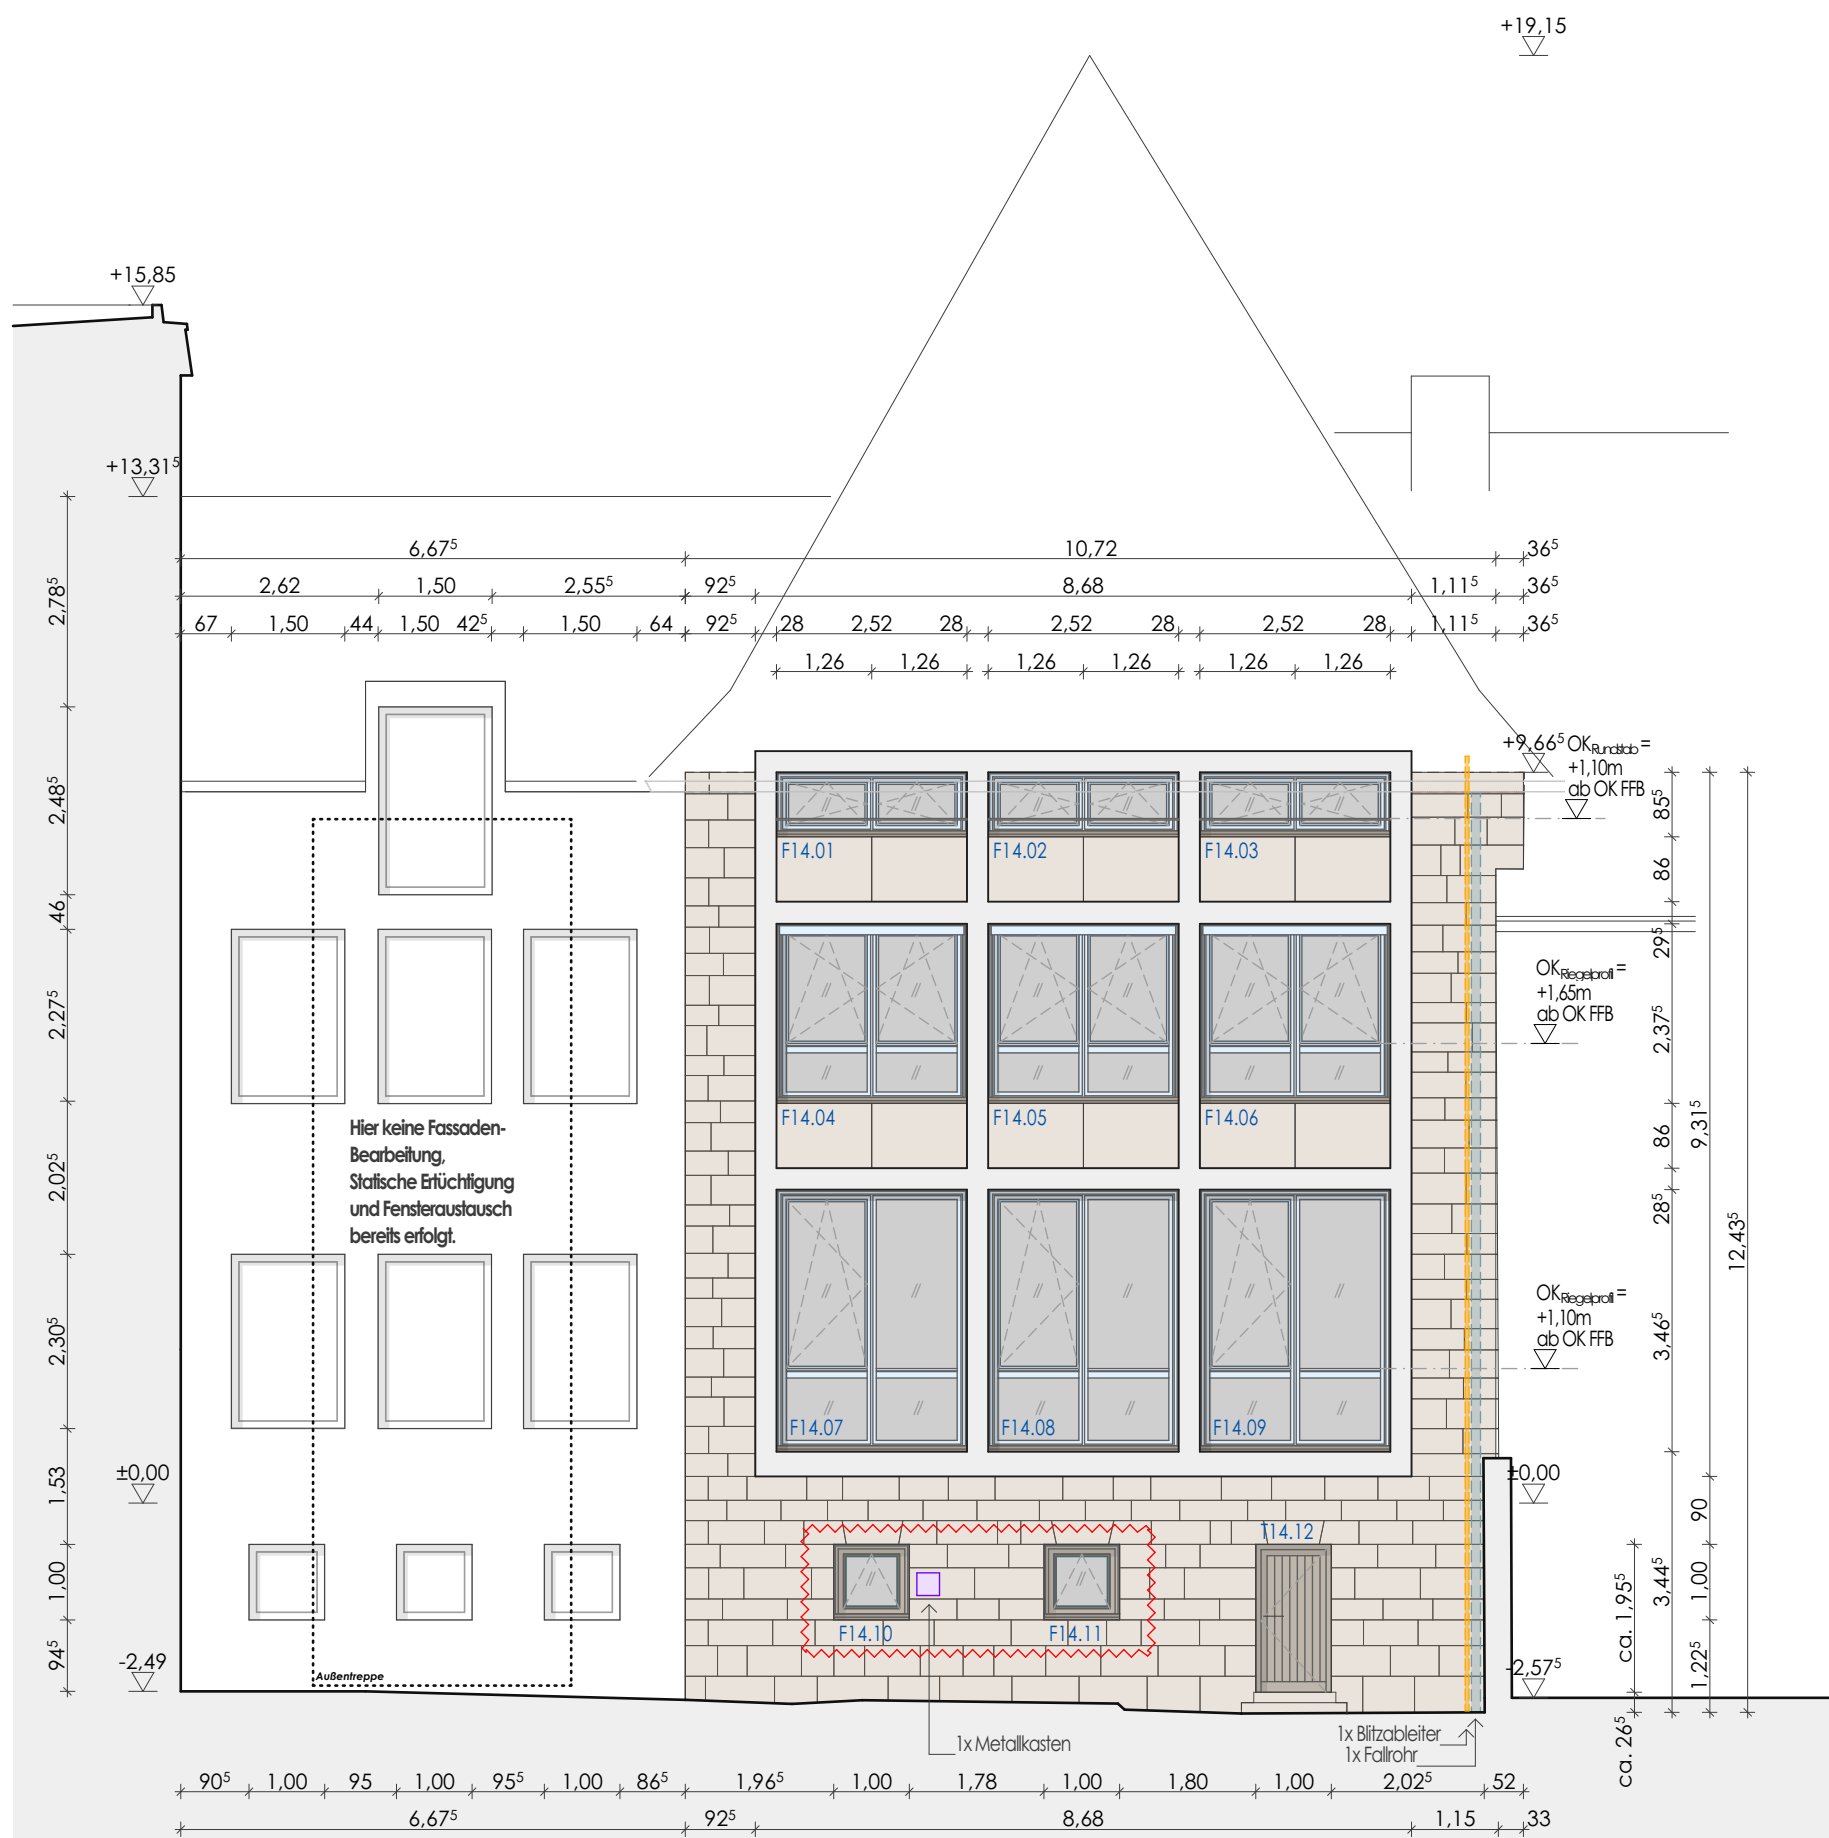 +19,15
+15,85
+13,31⁵
6,67⁵ 10,72 36⁵
2,62 1,50 2,55⁵ 92⁵ 8,68 1,11⁵ 36⁵
67 1,50 44 1,50 42⁵ 1,50 64 92⁵ 28 2,52 28 2,52 28 2,52 28 1,11⁵ 36⁵
1,26 1,26 1,26 1,26 1,26 1,26
2,78⁵
2,48⁵
46
2,27⁵
2,02⁵
2,30⁵
1,53
1,00
94⁵
+9,66⁵ OK Rundstab =
+1,10m
ab OK FFB
F14.01 F14.02 F14.03
OK Riegelprofil =
+1,65m
ab OK FFB
F14.04 F14.05 F14.06
Hier keine Fassaden-
Bearbeitung,
Statische Ertüchtigung
und Fensteraustausch
bereits erfolgt.
OK Riegelprofil =
+1,10m
ab OK FFB
F14.07 F14.08 F14.09
±0,00 ±0,00
T14.12
F14.10 F14.11
-2,49 -2,57⁵
Außentreppe
85⁵
86
29⁵
2,37⁵
86
28⁵
3,46⁵
3,44⁵
9,31⁵
90
1,00
1,22⁵
12,43⁵
ca. 1,95⁵
ca. 26⁵
1x Metallkasten
1x Blitzableiter
1x Fallrohr
90⁵ 1,00 95 1,00 95⁵ 1,00 86⁵ 1,96⁵ 1,00 1,78 1,00 1,80 1,00 2,02⁵ 52
6,67⁵ 92⁵ 8,68 1,15 33